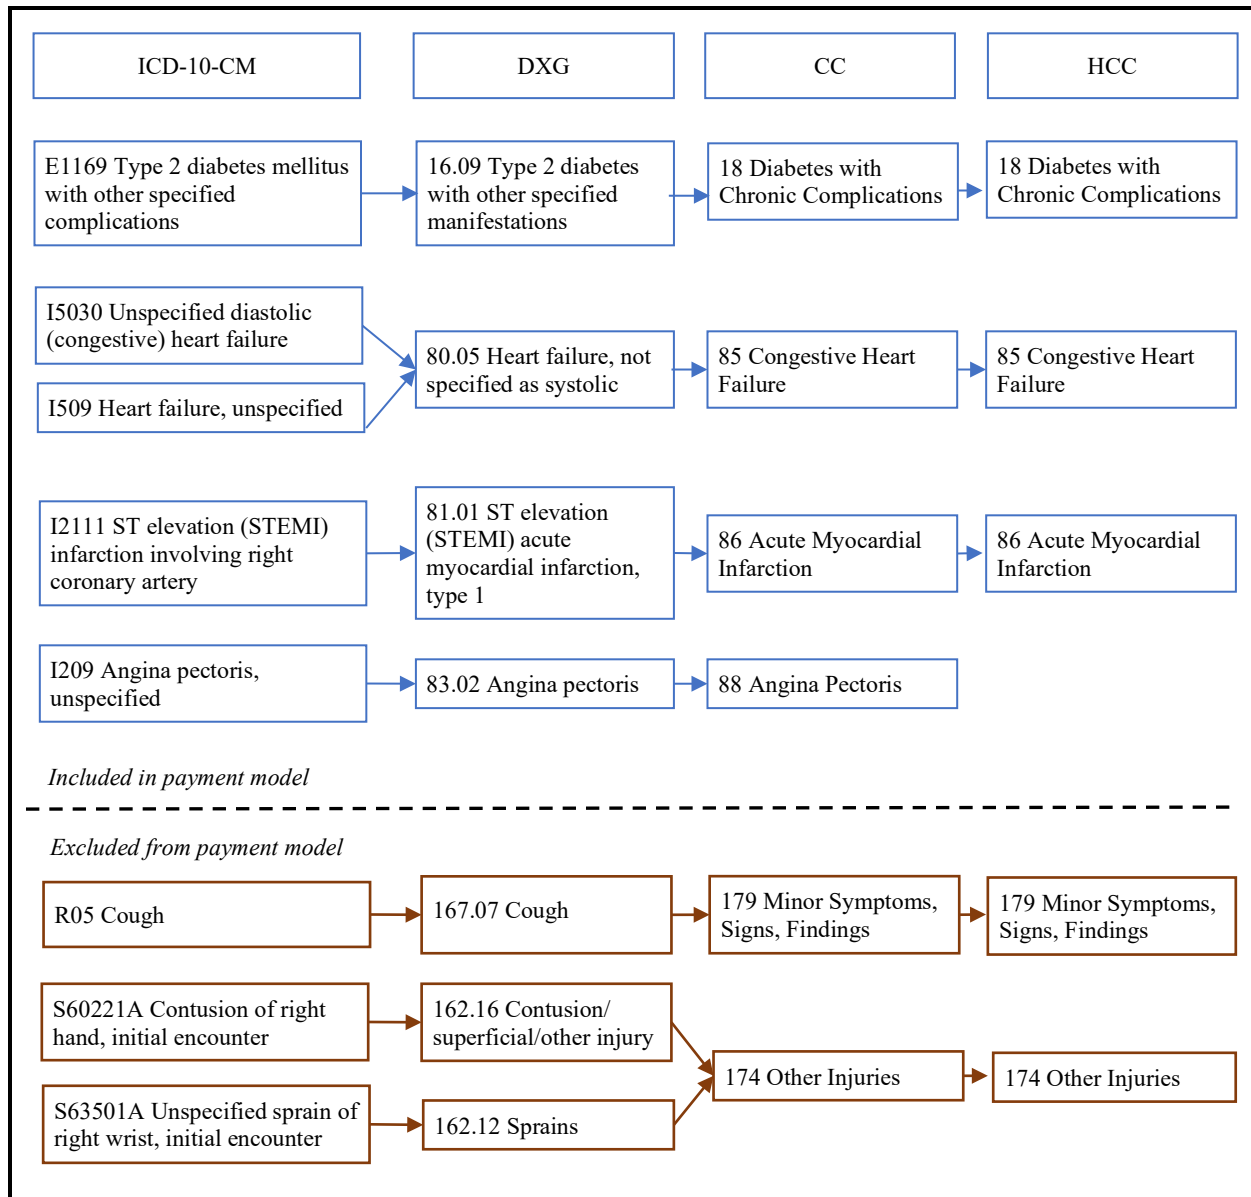 ICD-10-CM
DXG
CC
HCC
E1169 Type 2 diabetes mellitus
with other specified
complications
16.09 Type 2 diabetes
with other specified
manifestations
18 Diabetes with
Chronic Complications
18 Diabetes with
Chronic Complications
I5030 Unspecified diastolic
(congestive) heart failure
I509 Heart failure, unspecified
80.05 Heart failure, not
specified as systolic
85 Congestive Heart
Failure
85 Congestive Heart
Failure
I2111 ST elevation (STEMI)
infarction involving right
coronary artery
81.01 ST elevation
(STEMI) acute
myocardial infarction,
type 1
86 Acute Myocardial
Infarction
86 Acute Myocardial
Infarction
I209 Angina pectoris,
unspecified
83.02 Angina pectoris
88 Angina Pectoris
Included in payment model
Excluded from payment model
R05 Cough
167.07 Cough
179 Minor Symptoms,
Signs, Findings
179 Minor Symptoms,
Signs, Findings
S60221A Contusion of right
hand, initial encounter
162.16 Contusion/
superficial/other injury
S63501A Unspecified sprain of
right wrist, initial encounter
162.12 Sprains
174 Other Injuries
174 Other Injuries